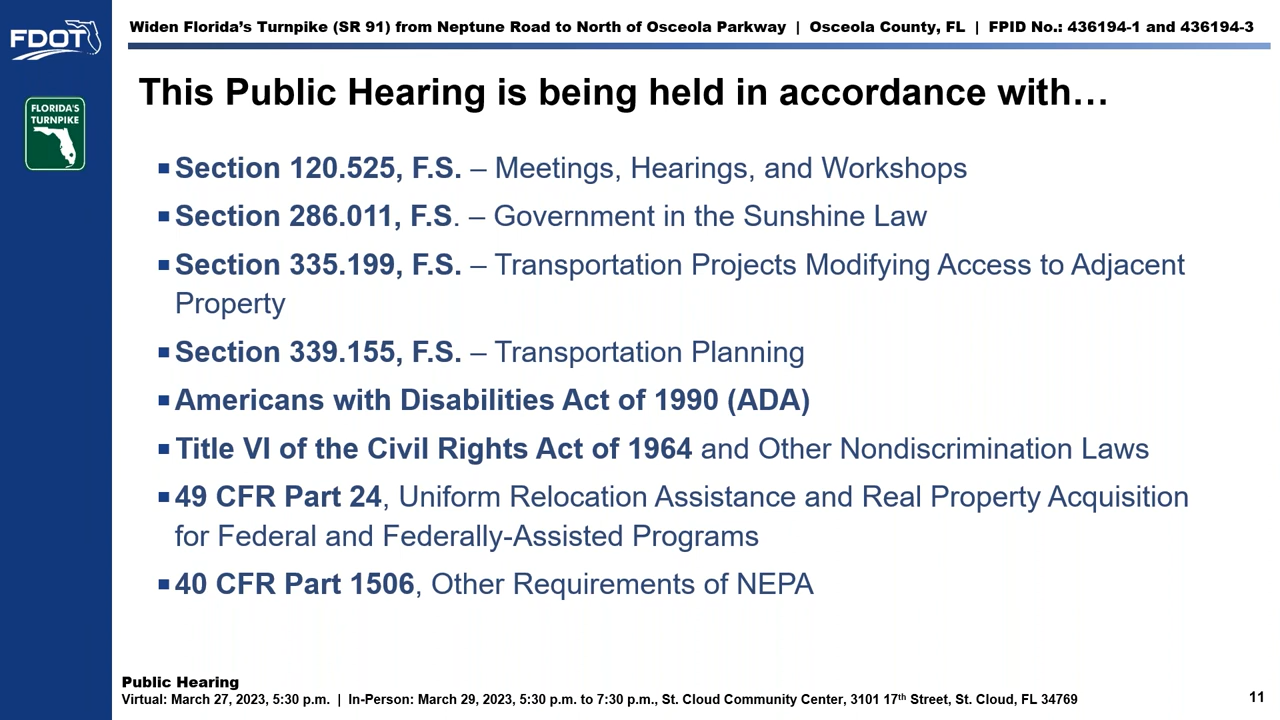 FDOT
Widen Florida’s Turnpike (SR 91) from Neptune Road to North of Osceola Parkway | Osceola County, FL | FPID No.: 436194-1 and 436194-3
FLORIDA'S
TURNPIKE
This Public Hearing is being held in accordance with…
▪ Section 120.525, F.S. – Meetings, Hearings, and Workshops
▪ Section 286.011, F.S. – Government in the Sunshine Law
▪ Section 335.199, F.S. – Transportation Projects Modifying Access to Adjacent
Property
▪ Section 339.155, F.S. – Transportation Planning
▪ Americans with Disabilities Act of 1990 (ADA)
▪ Title VI of the Civil Rights Act of 1964 and Other Nondiscrimination Laws
▪ 49 CFR Part 24, Uniform Relocation Assistance and Real Property Acquisition
for Federal and Federally-Assisted Programs
▪ 40 CFR Part 1506, Other Requirements of NEPA
Public Hearing
Virtual: March 27, 2023, 5:30 p.m. | In-Person: March 29, 2023, 5:30 p.m. to 7:30 p.m., St. Cloud Community Center, 3101 17th Street, St. Cloud, FL 34769
11